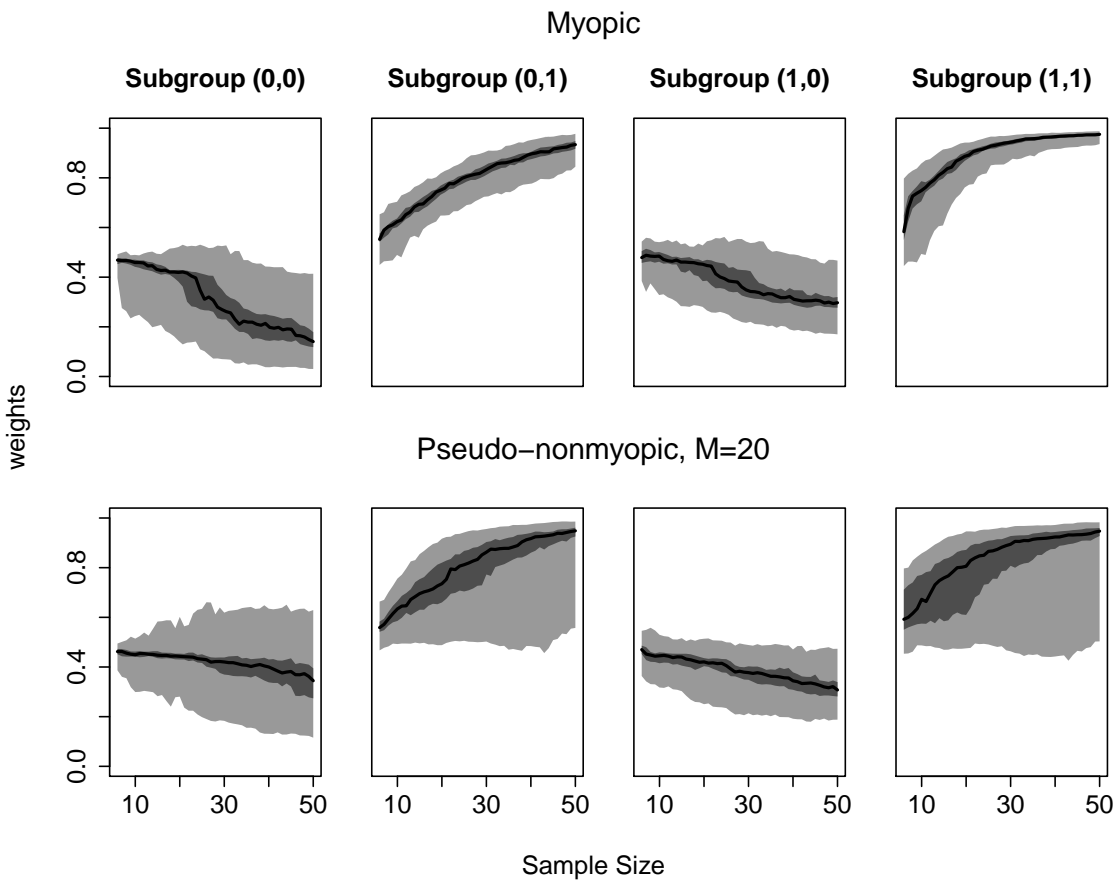 Myopic
Subgroup (0,0) Subgroup (0,1) Subgroup (1,0) Subgroup (1,1)
0.8
0.4
0.0
weights
Pseudo−nonmyopic, M=20
0.8
0.4
0.0
10 30 50 10 30 50 10 30 50 10 30 50
Sample Size